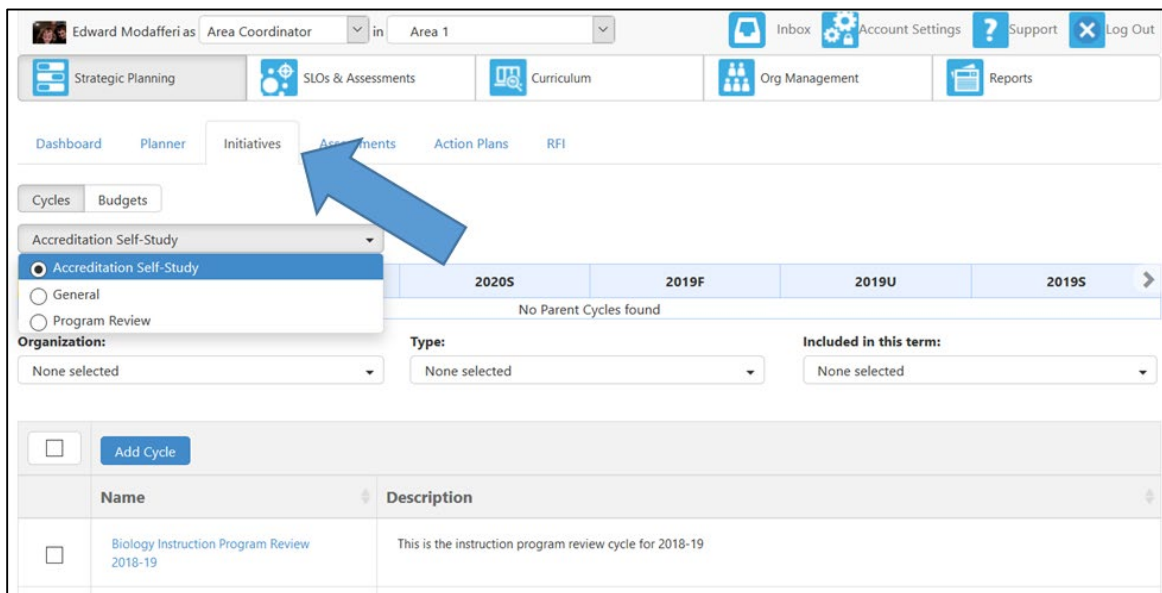 Edward Modafferi as Area Coordinator in Area 1 Inbox Account Settings ? Support Log Out
Strategic Planning SLOs & Assessments Curriculum Org Management Reports
Dashboard Planner Initiatives Action Plans RFI
Cycles Budgets
Accreditation Self-Study
Accreditation Self-Study
General
Program Review
2020S 2019F 2019U 2019S
No Parent Cycles found
Organization: Type: Included in this term:
None selected None selected None selected
Add Cycle
Name Description
Biology Instruction Program Review
2018-19
This is the instruction program review cycle for 2018-19